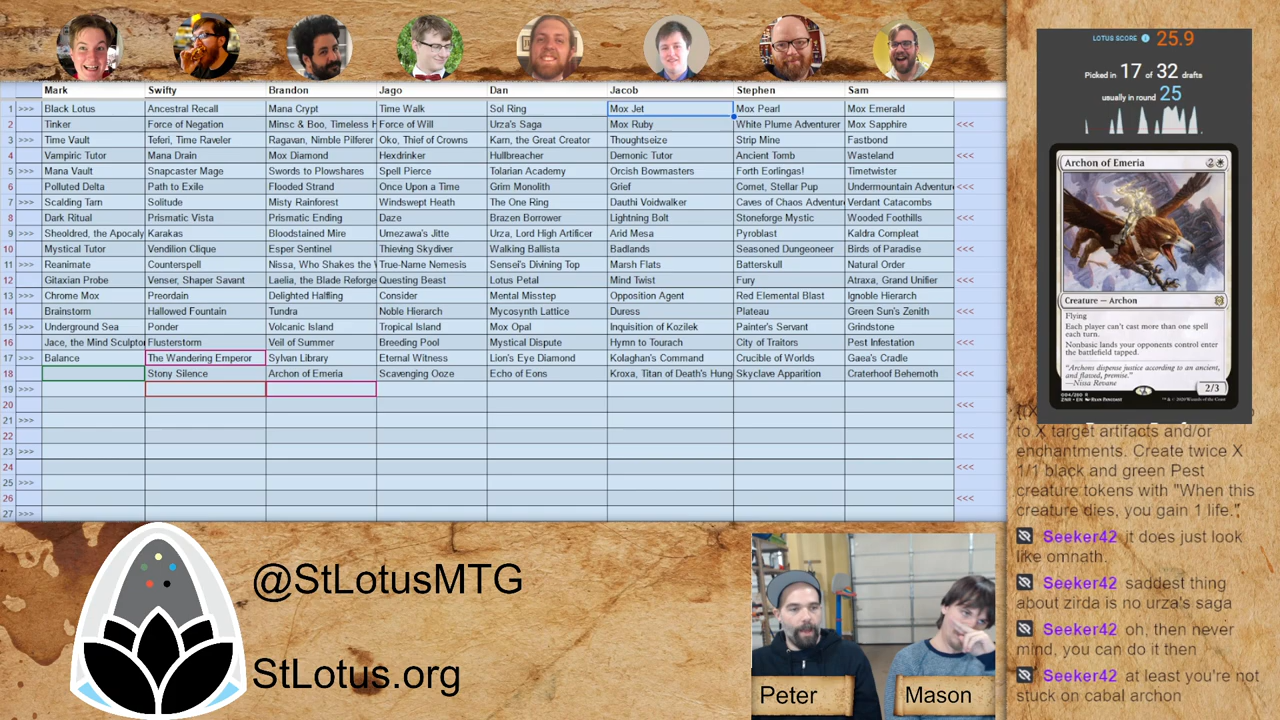 Mark Swifty Brandon Jago Dan Jacob Stephen Sam
1 >>> Black Lotus Ancestral Recall Mana Crypt Time Walk Sol Ring Mox Jet Mox Pearl Mox Emerald
2 Tinker Force of Negation Minsc & Boo, Timeless H Force of Will Urza's Saga Mox Ruby White Plume Adventurer Mox Sapphire <<<
3 >>> Time Vault Teferi, Time Raveler Ragavan, Nimble Pilferer Oko, Thief of Crowns Karn, the Great Creator Thoughtseize Strip Mine Fastbond
4 Vampiric Tutor Mana Drain Mox Diamond Hexdrinker Hullbreacher Demonic Tutor Ancient Tomb Wasteland <<<
5 >>> Mana Vault Snapcaster Mage Swords to Plowshares Spell Pierce Tolarian Academy Orcish Bowmasters Forth Eorlingas! Timetwister
6 Polluted Delta Path to Exile Flooded Strand Once Upon a Time Grim Monolith Grief Comet, Stellar Pup Undermountain Adventure <<<
7 >>> Scalding Tarn Solitude Misty Rainforest Windswept Heath The One Ring Dauthi Voidwalker Caves of Chaos Adventure Verdant Catacombs
8 Dark Ritual Prismatic Vista Prismatic Ending Daze Brazen Borrower Lightning Bolt Stoneforge Mystic Wooded Foothills <<<
9 >>> Sheoldred, the Apocaly Karakas Bloodstained Mire Umezawa's Jitte Urza, Lord High Artificer Arid Mesa Pyroblast Kaldra Compleat
10 Mystical Tutor Vendilion Clique Esper Sentinel Thieving Skydiver Walking Ballista Badlands Seasoned Dungeoneer Birds of Paradise <<<
11 >>> Reanimate Counterspell Nissa, Who Shakes the W True-Name Nemesis Sensei's Divining Top Marsh Flats Batterskull Natural Order
12 Gitaxian Probe Venser, Shaper Savant Laelia, the Blade Reforge Questing Beast Lotus Petal Mind Twist Fury Atraxa, Grand Unifier <<<
13 >>> Chrome Mox Preordain Delighted Halfling Consider Mental Misstep Opposition Agent Red Elemental Blast Ignoble Hierarch
14 Brainstorm Hallowed Fountain Tundra Noble Hierarch Mycosynth Lattice Duress Plateau Green Sun's Zenith <<<
15 >>> Underground Sea Ponder Volcanic Island Tropical Island Mox Opal Inquisition of Kozilek Painter's Servant Grindstone
16 Jace, the Mind Sculptor Flusterstorm Veil of Summer Breeding Pool Mystic Dispute Hymn to Tourach City of Traitors Pest Infestation <<<
17 >>> Balance The Wandering Emperor Sylvan Library Eternal Witness Lion's Eye Diamond Kolaghan's Command Crucible of Worlds Gaea's Cradle
18 Stony Silence Archon of Emeria Scavenging Ooze Echo of Eons Kroxa, Titan of Death's Hung Skyclave Apparition Craterhoof Behemoth <<<
19 >>>
20 <<<
21 >>>
22 <<<
23 >>>
24 <<<
25 >>>
26 <<<
27 >>>
LOTUS SCORE 25.9
Picked in 17 of 32 drafts
usually in round 25
Archon of Emeria 2
Creature — Archon
Flying
Each player can't cast more than one spell
each turn.
Nonbasic lands your opponents control enter
the battlefield tapped.
"Archons dispense justice according to an ancient,
and flawed, promise."
—Nissa Revane
2/3
to X target artifacts and/or
enchantments. Create twice X
1/1 black and green Pest
creature tokens with "When this
creature dies, you gain 1 life."
Seeker42 it does just look
like omnath.
Seeker42 saddest thing
about zirda is no urza's saga
Seeker42 oh, then never
mind, you can do it then
Seeker42 at least you're not
stuck on cabal archon
@StLotusMTG
StLotus.org
Peter
Mason